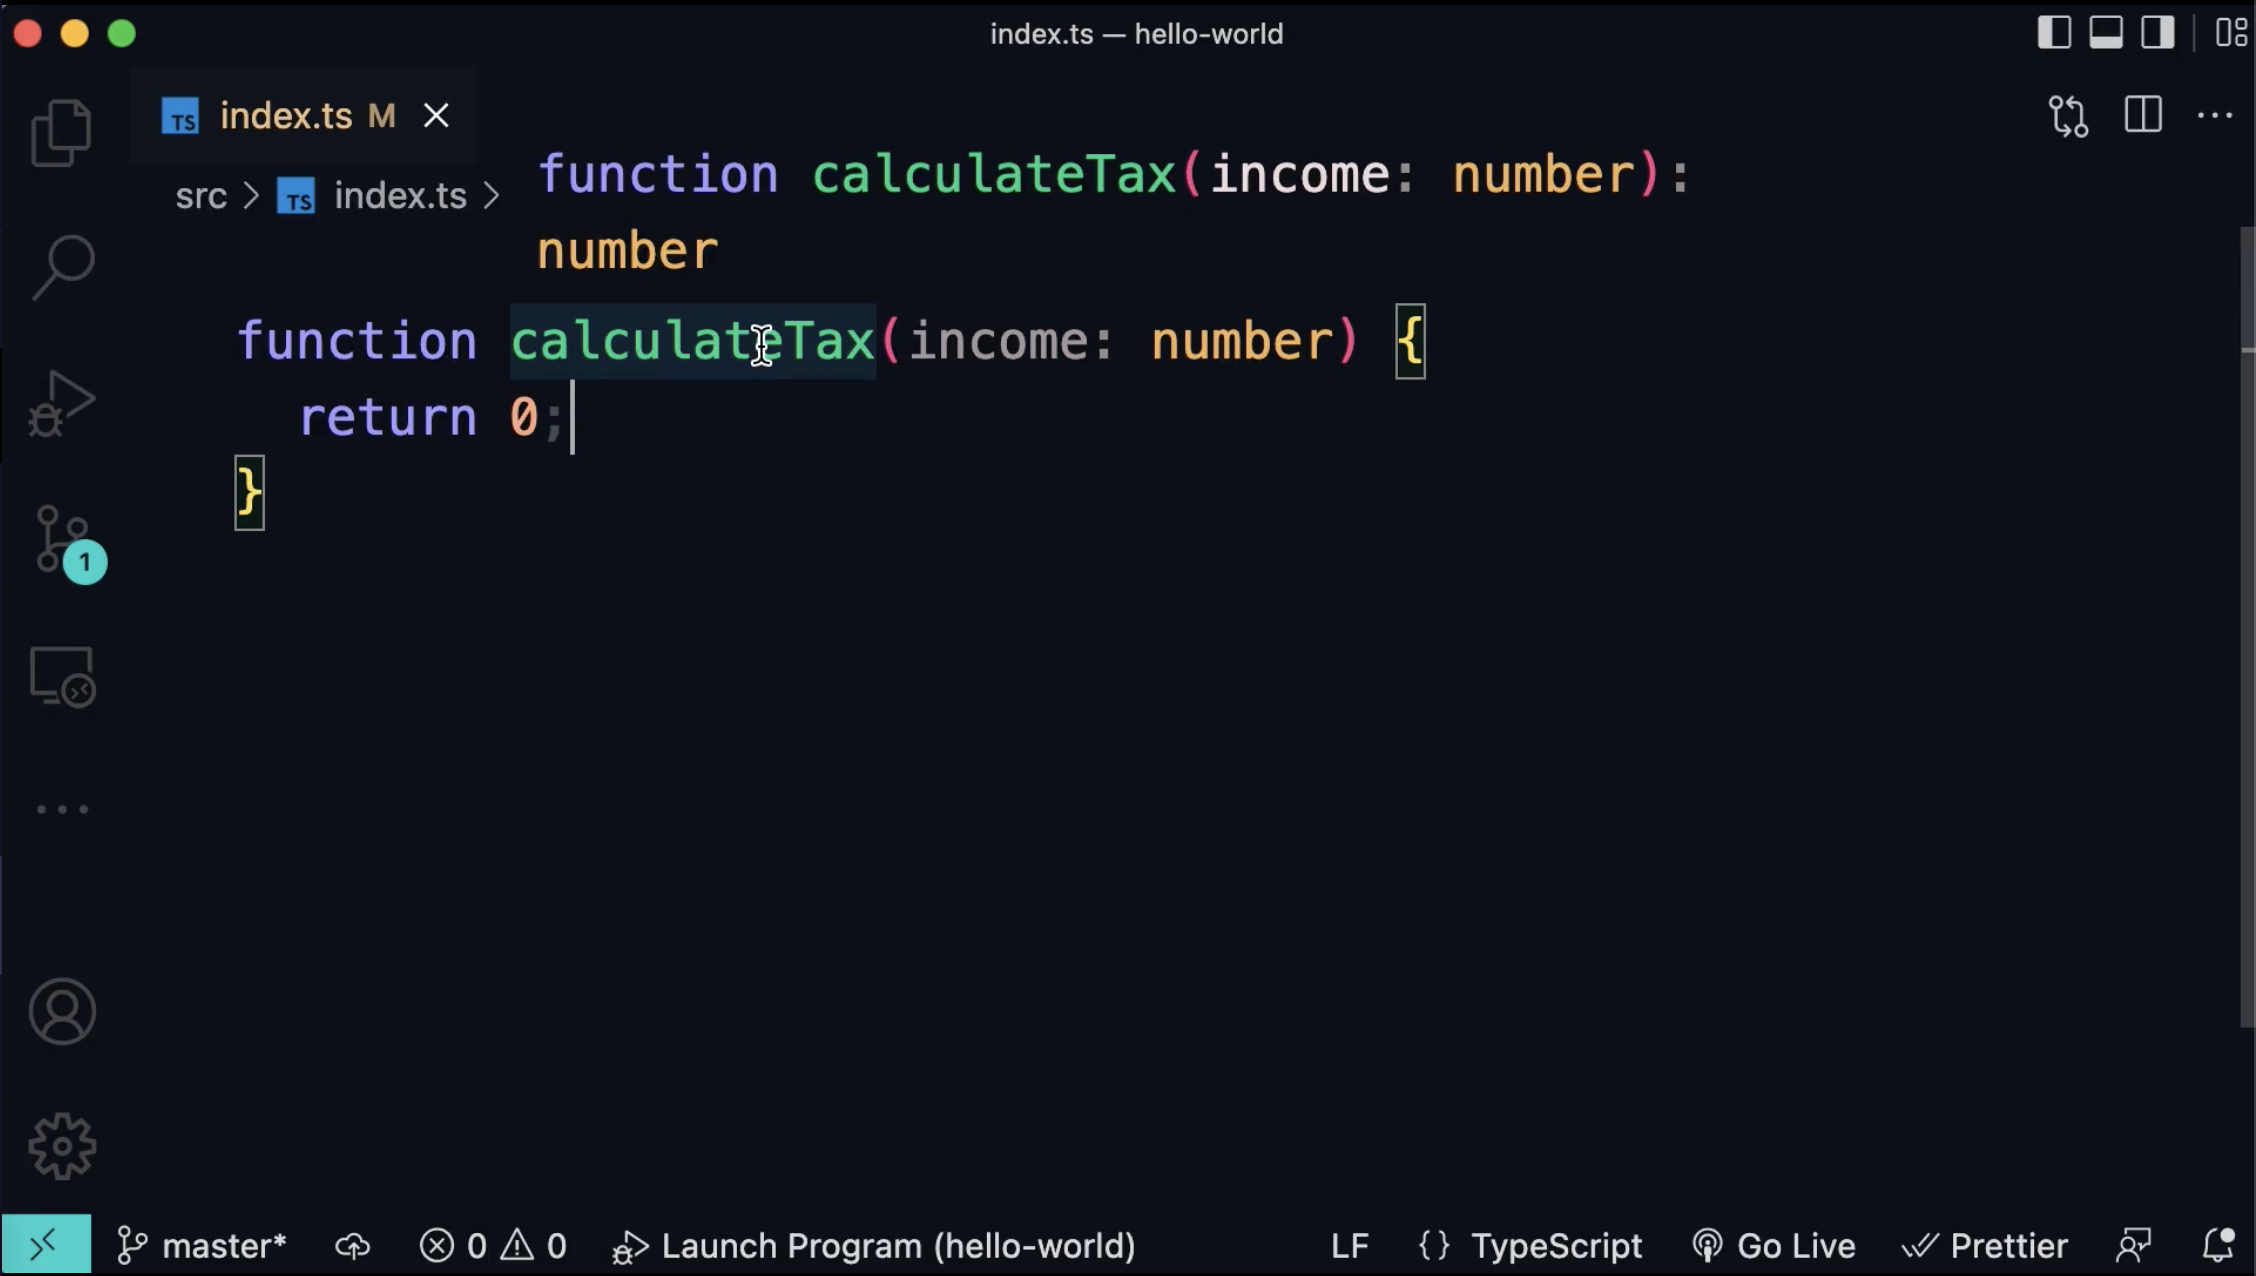 index.ts — hello-world
TS index.ts M
function calculateTax(income: number):
src > TS index.ts >
number
function calculateTax(income: number) {
return 0;
}
1
master* 0 0 Launch Program (hello-world) LF {} TypeScript Go Live Prettier